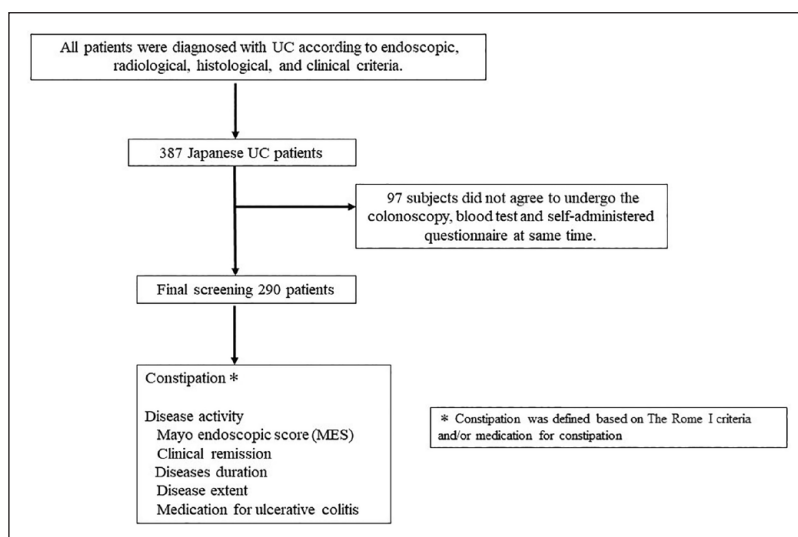 All patients were diagnosed with UC according to endoscopic,
radiological, histological, and clinical criteria.
387 Japanese UC patients
97 subjects did not agree to undergo the
colonoscopy, blood test and self-administered
questionnaire at same time.
Final screening 290 patients
Constipation *
Disease activity
Mayo endoscopic score (MES)
Clinical remission
Diseases duration
Disease extent
Medication for ulcerative colitis
* Constipation was defined based on The Rome I criteria
and/or medication for constipation